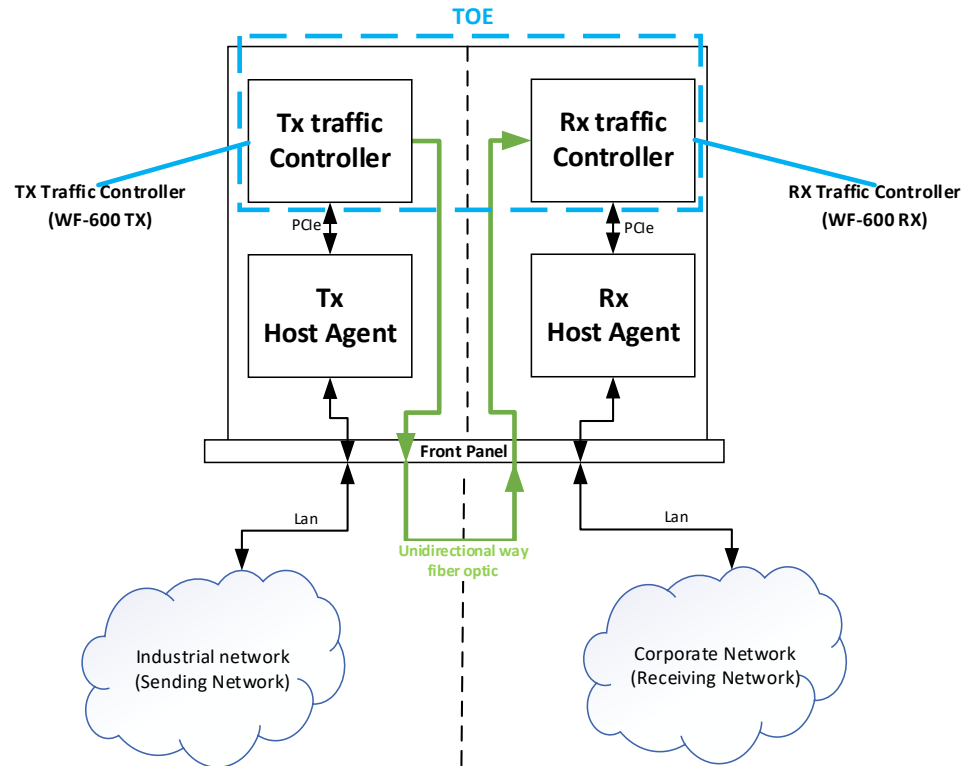 TOE
Tx traffic
Controller
Rx traffic
Controller
TX Traffic Controller
(WF-600 TX)
RX Traffic Controller
(WF-600 RX)
PCIe
PCIe
Tx
Host Agent
Rx
Host Agent
Front Panel
Lan
Lan
Unidirectional way
fiber optic
Industrial network
(Sending Network)
Corporate Network
(Receiving Network)